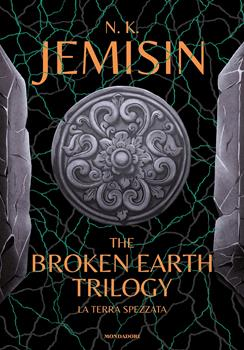 N. K.
JEMISIN
THE
BROKEN EARTH
TRILOGY
LA TERRA SPEZZATA
MONDADORI